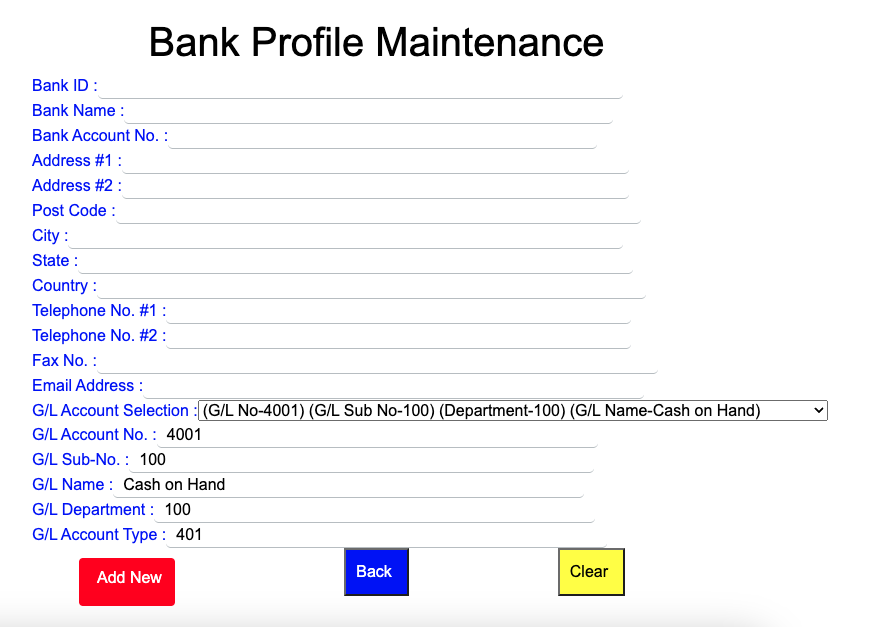 Bank Profile Maintenance
Bank ID :
Bank Name :
Bank Account No. :
Address #1 :
Address #2 :
Post Code :
City :
State :
Country :
Telephone No. #1 :
Telephone No. #2 :
Fax No. :
Email Address :
G/L Account Selection : (G/L No-4001) (G/L Sub No-100) (Department-100) (G/L Name-Cash on Hand)
G/L Account No. : 4001
G/L Sub-No. : 100
G/L Name : Cash on Hand
G/L Department : 100
G/L Account Type : 401
Add New Back Clear